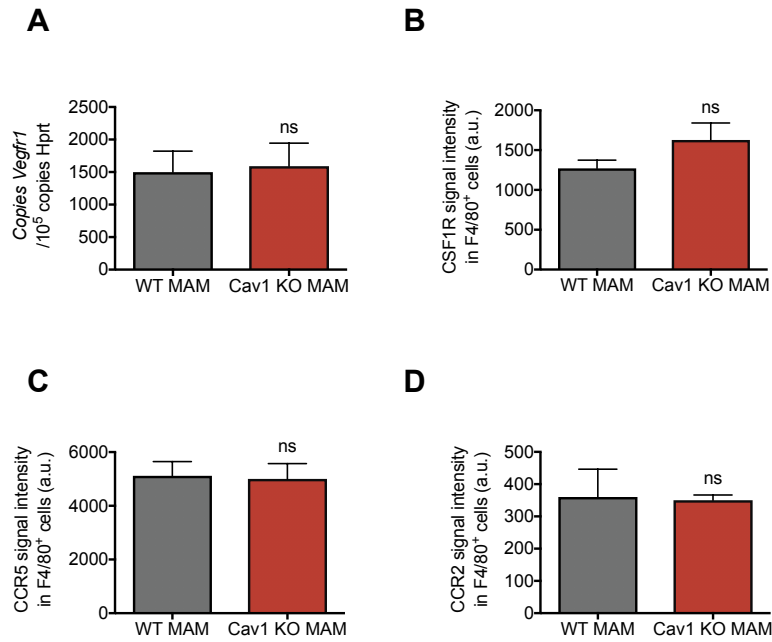 A
Copies Vegfr1
/10⁵ copies Hprt
2500
2000
1500
1000
500
0
ns
WT MAM Cav1 KO MAM
B
CSF1R signal intensity
in F4/80⁺ cells (a.u.)
2000
1500
1000
500
0
ns
WT MAM Cav1 KO MAM
C
CCR5 signal intensity
in F4/80⁺ cells (a.u.)
6000
4000
2000
0
ns
WT MAM Cav1 KO MAM
D
CCR2 signal intensity
in F4/80⁺ cells (a.u.)
500
400
300
200
100
0
ns
WT MAM Cav1 KO MAM